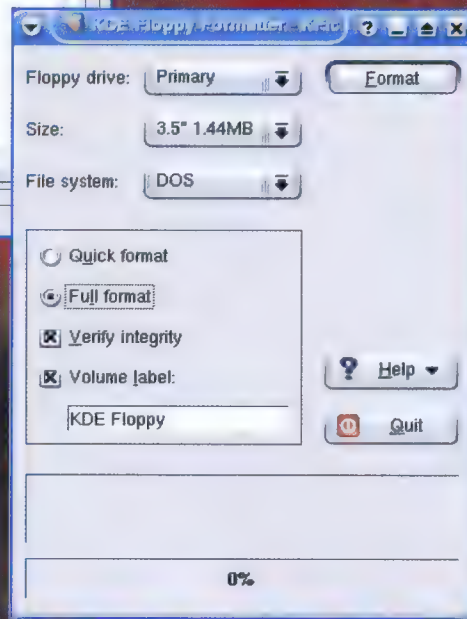 KDE Floppy Formatter - KFlo
Floppy drive: Primary Format
Size: 3.5" 1.44MB
File system: DOS
Quick format
Full format
Verify integrity
Volume label:
KDE Floppy
Help
Quit
0%